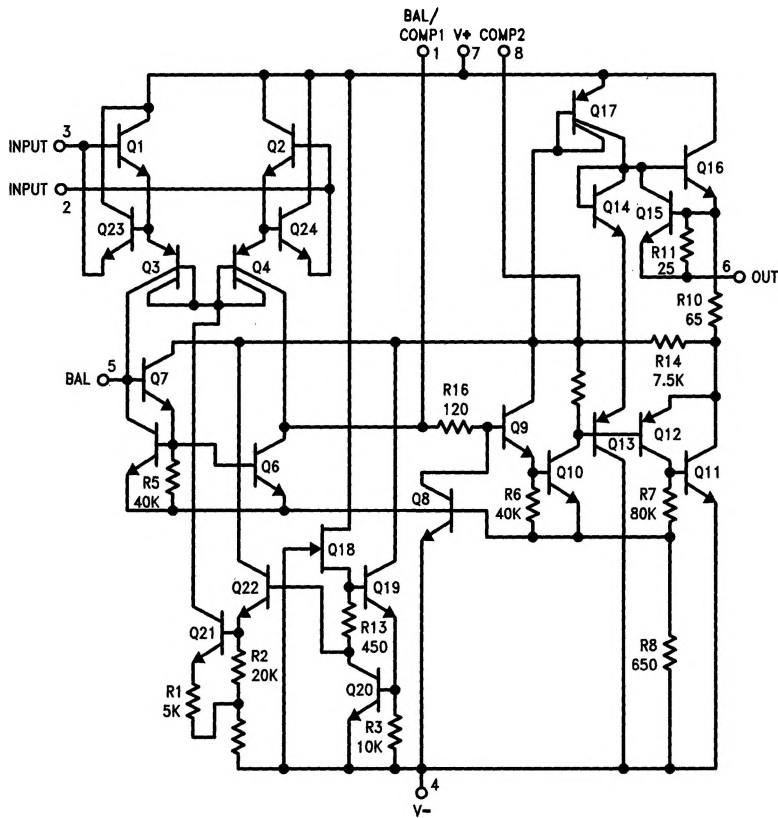 BAL/
COMP1 V+ COMP2
1 7 8
Q17
3
INPUT
Q1
Q2
Q16
INPUT
2
Q14
Q15
Q23
Q24
R11
25
6
OUT
Q3
Q4
R10
65
5
BAL
Q7
R16
120
R14
7.5K
Q9
Q13
Q12
Q6
Q10
Q11
R5
40K
Q8
R6
40K
R7
80K
Q18
Q22
Q19
Q21
R13
450
R2
20K
R8
650
R1
5K
Q20
R3
10K
4
V-